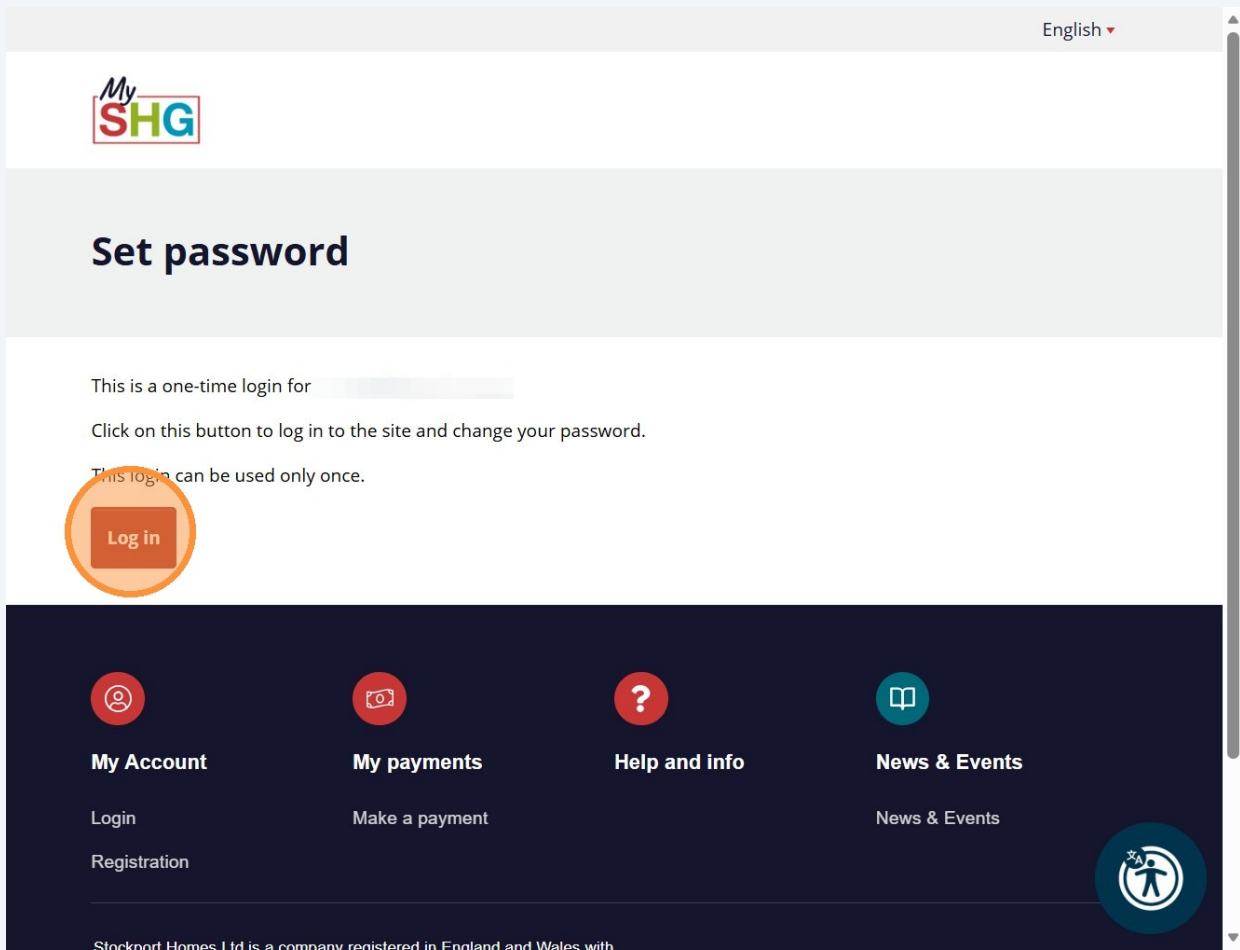 English
My
SHG
Set password
This is a one-time login for
Click on this button to log in to the site and change your password.
This login can be used only once.
Log in
My Account
My payments
Help and info
News & Events
Login
Make a payment
News & Events
Registration
Stockport Homes Ltd is a company registered in England and Wales with